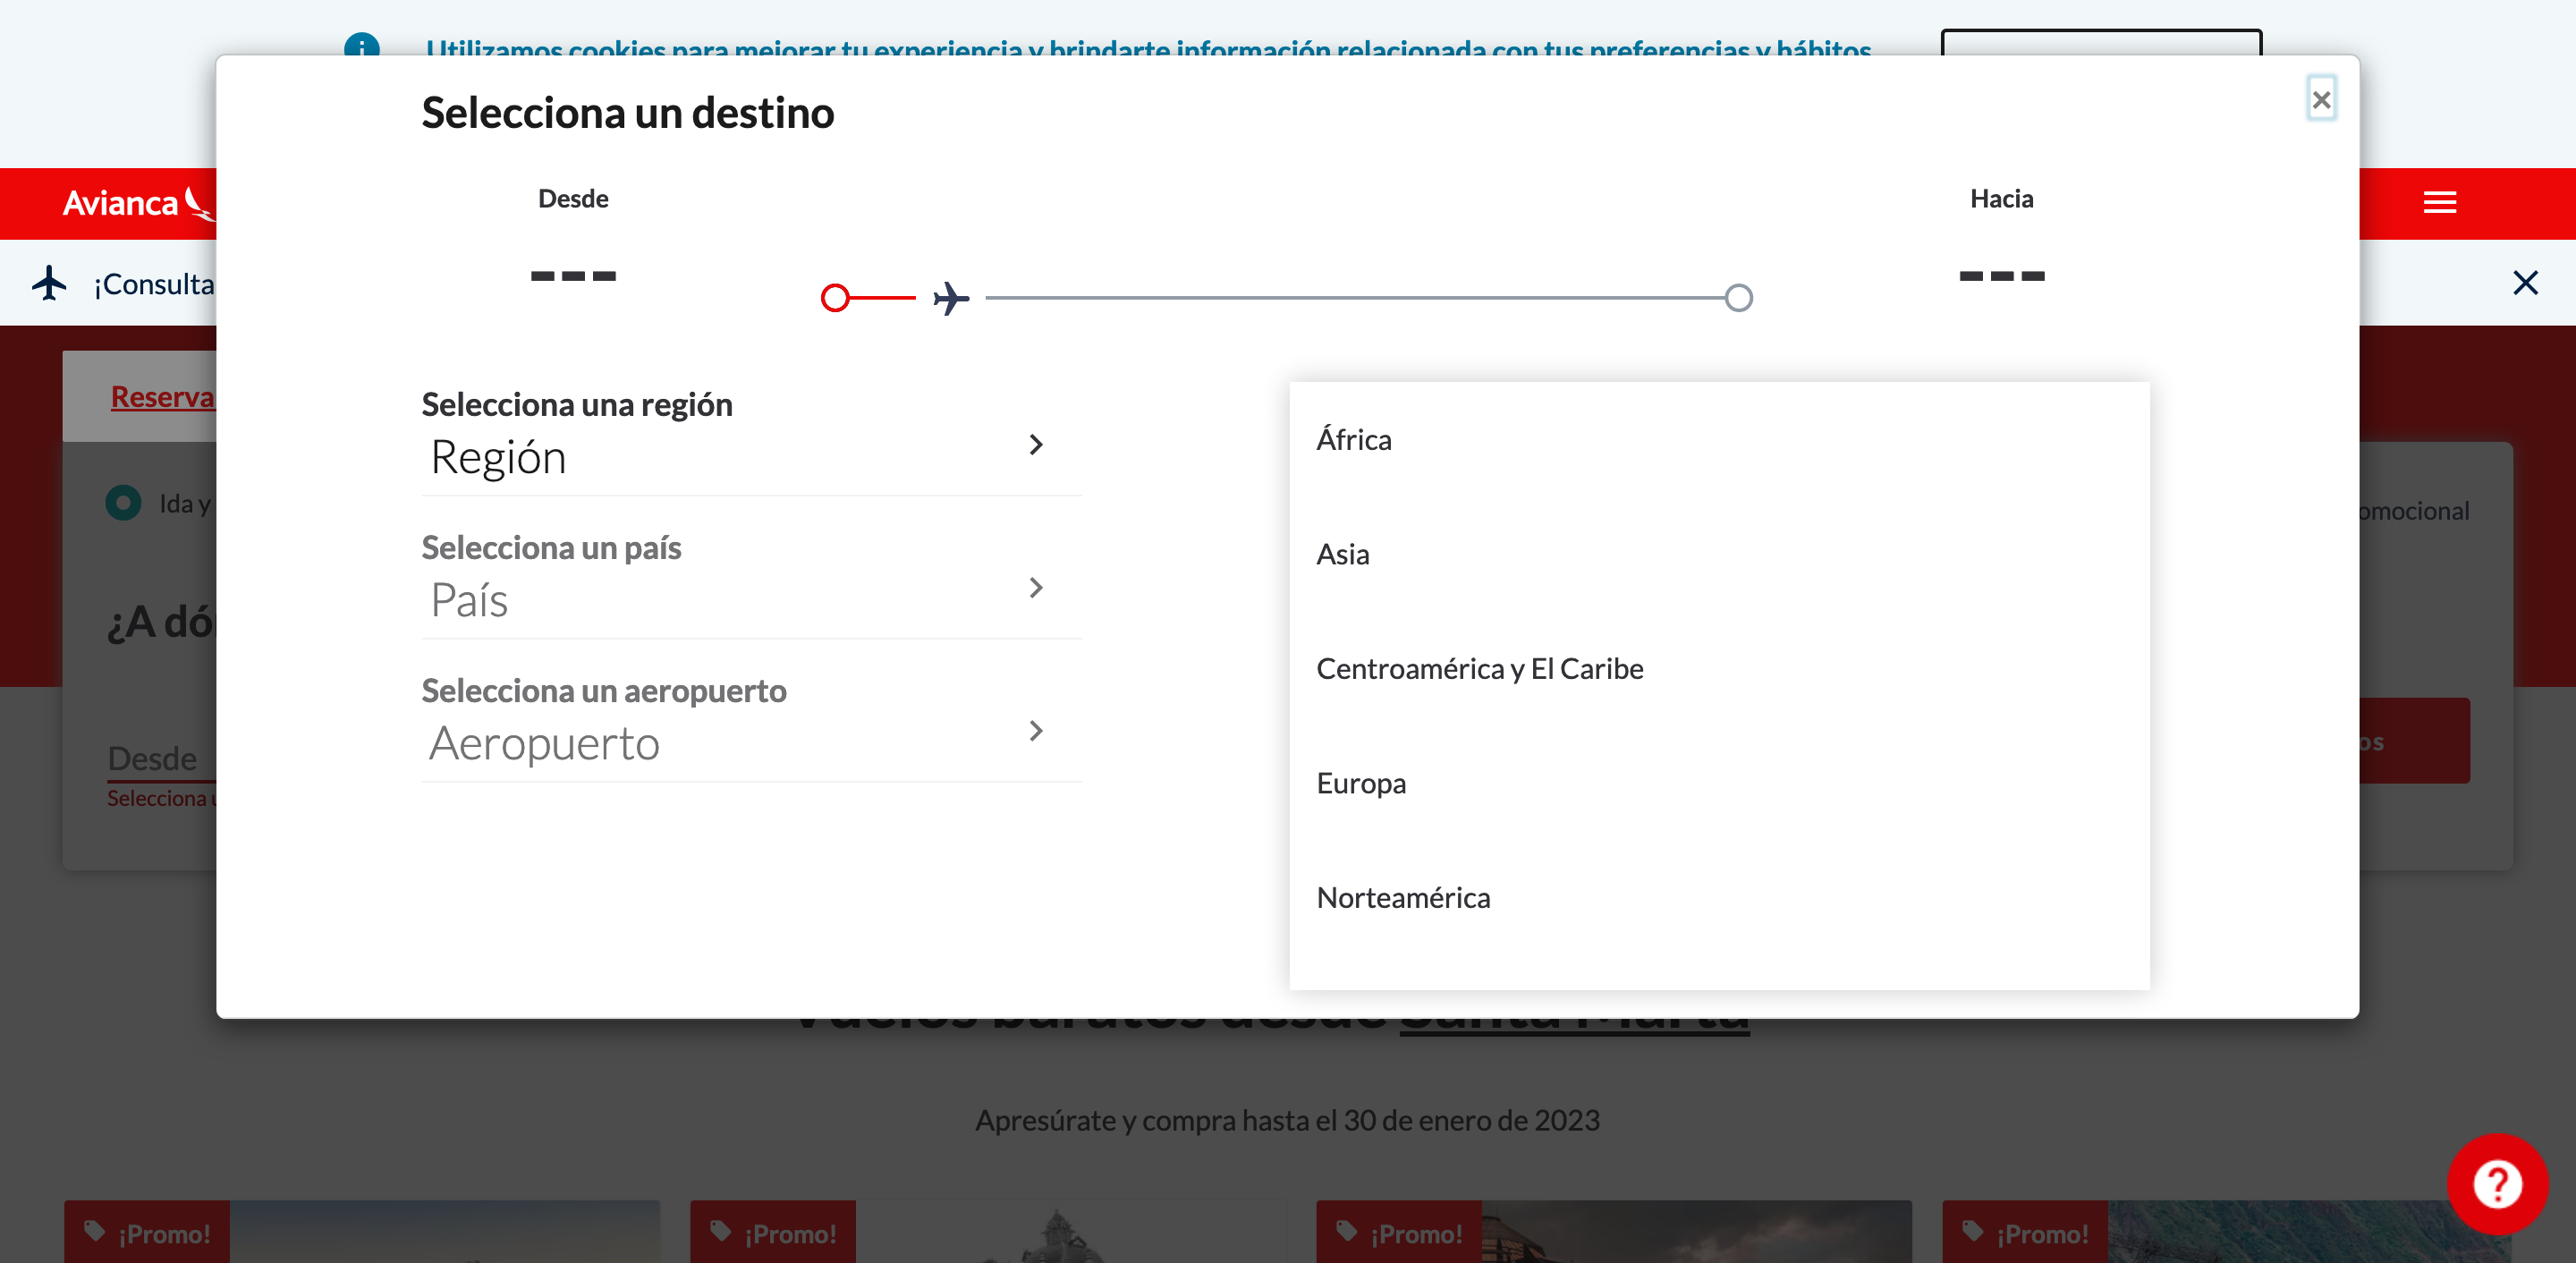 Utilizamos cookies para mejorar tu experiencia y brindarte información relacionada con tus preferencias y hábitos
Selecciona un destino
×
Avianca
Desde
Hacia
---
---
¡Consulta
Reserva
Selecciona una región
Región
África
Ida y
omocional
Selecciona un país
País
Asia
¿A dó
Centroamérica y El Caribe
Selecciona un aeropuerto
Aeropuerto
Desde
os
Europa
Selecciona
Norteamérica
Vuelos baratos desde Santa Marta
Apresúrate y compra hasta el 30 de enero de 2023
¡Promo!
¡Promo!
¡Promo!
¡Promo!
?